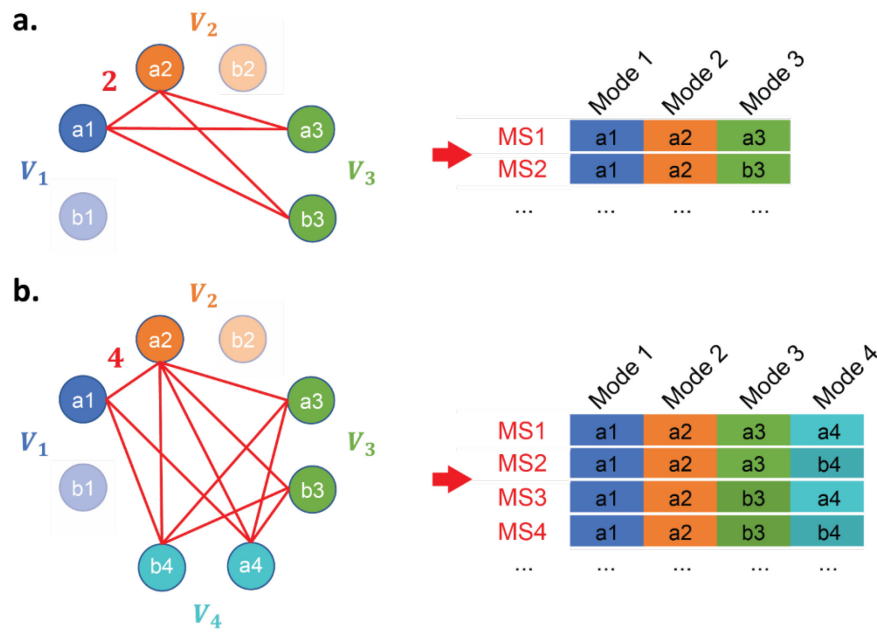 a.
V₂
a2
b2
2
a1
a3
V₁
V₃
b1
b3
Mode 1 Mode 2 Mode 3
MS1 a1 a2 a3
MS2 a1 a2 b3
... ... ... ...
b.
V₂
a2
b2
4
a1
a3
V₁
V₃
b1
b3
b4
a4
V₄
Mode 1 Mode 2 Mode 3 Mode 4
MS1 a1 a2 a3 a4
MS2 a1 a2 a3 b4
MS3 a1 a2 b3 a4
MS4 a1 a2 b3 b4
... ... ... ... ...